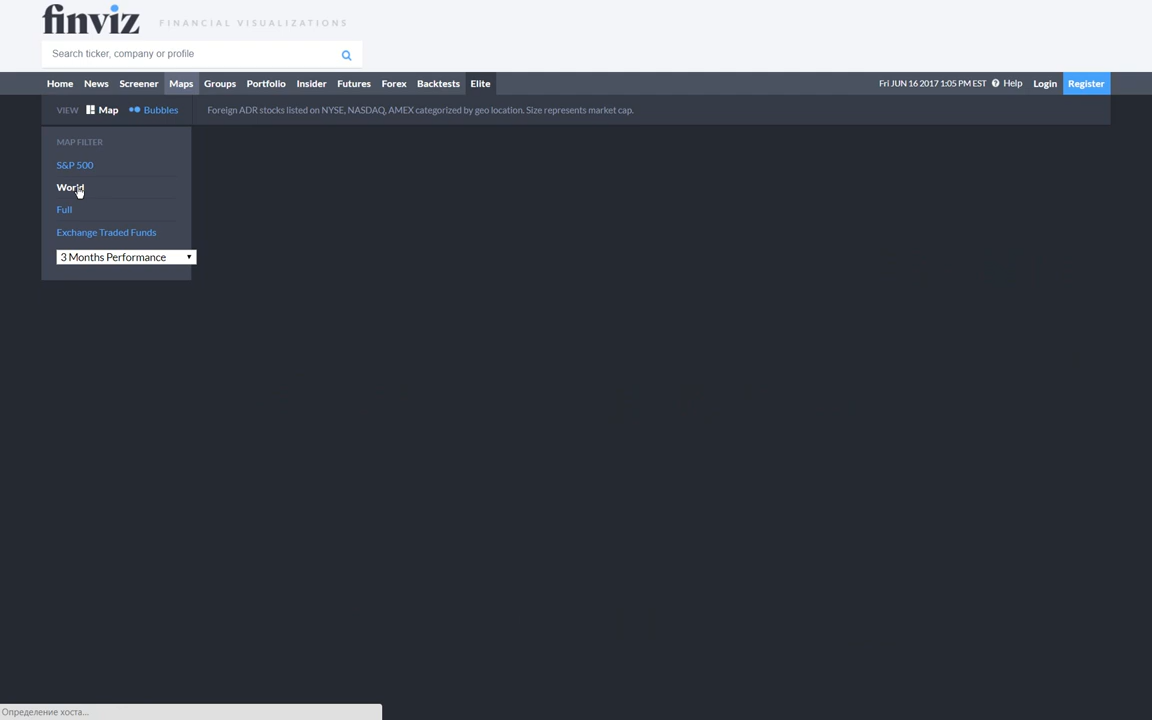 finviz
FINANCIAL VISUALIZATIONS
Search ticker, company or profile
Home News Screener Maps Groups Portfolio Insider Futures Forex Backtests Elite Fri JUN 16 2017 1:05 PM EST Help Login Register
VIEW Map Bubbles Foreign ADR stocks listed on NYSE, NASDAQ, AMEX categorized by geo location. Size represents market cap.
MAP FILTER
S&P 500
World
Full
Exchange Traded Funds
3 Months Performance
Определение хоста...